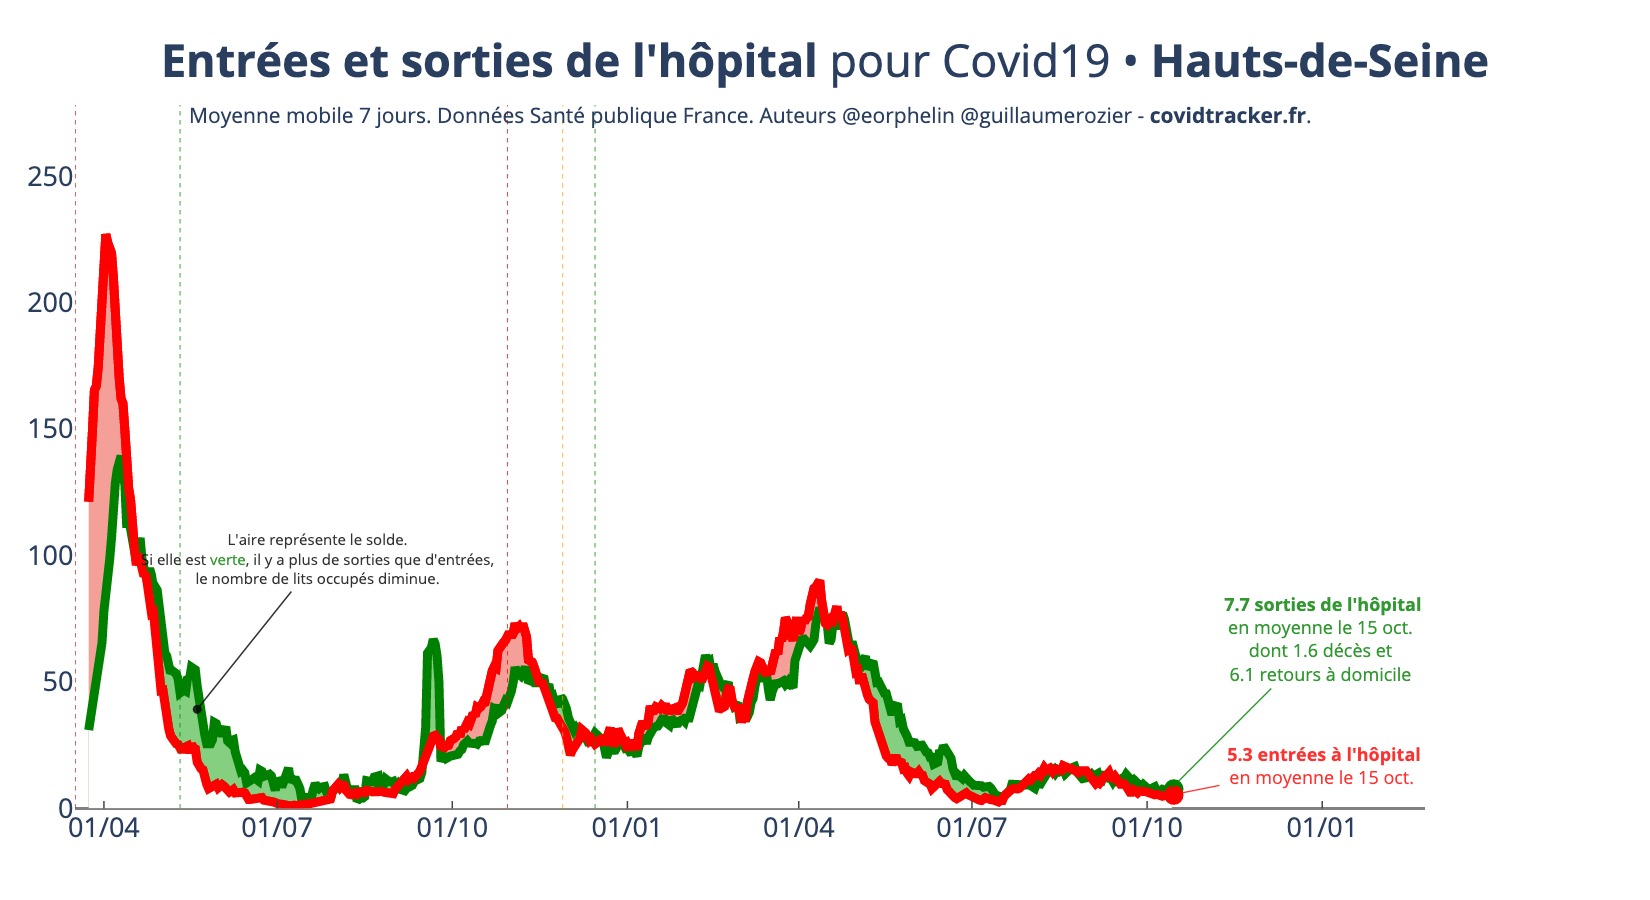 Entrées et sorties de l'hôpital pour Covid19 • Hauts-de-Seine
Moyenne mobile 7 jours. Données Santé publique France. Auteurs @eorphelin @guillaumerozier - covidtracker.fr.
250
200
150
100
50
0
L'aire représente le solde.
Si elle est verte, il y a plus de sorties que d'entrées,
le nombre de lits occupés diminue.
7.7 sorties de l'hôpital
en moyenne le 15 oct.
dont 1.6 décès et
6.1 retours à domicile
5.3 entrées à l'hôpital
en moyenne le 15 oct.
01/04 01/07 01/10 01/01 01/04 01/07 01/10 01/01